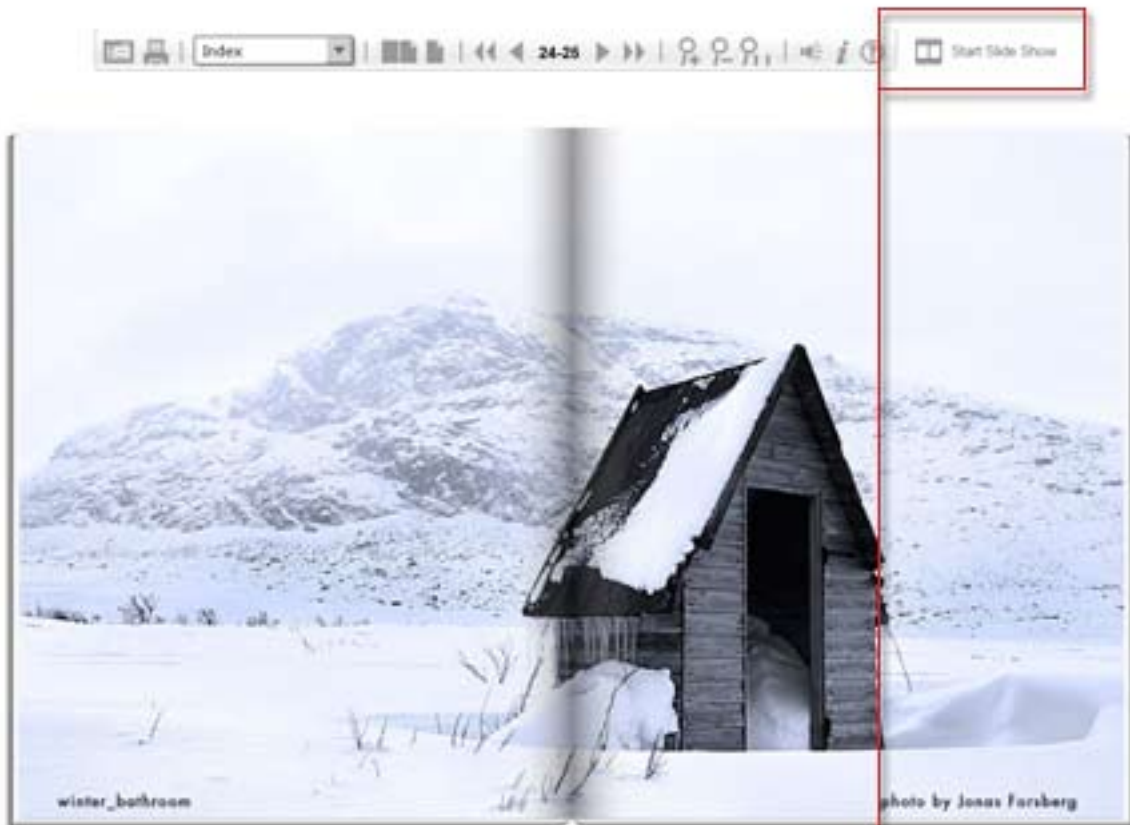 Index
24-25
Start Slide Show
winter_bathroom
photo by Jonas Forsberg